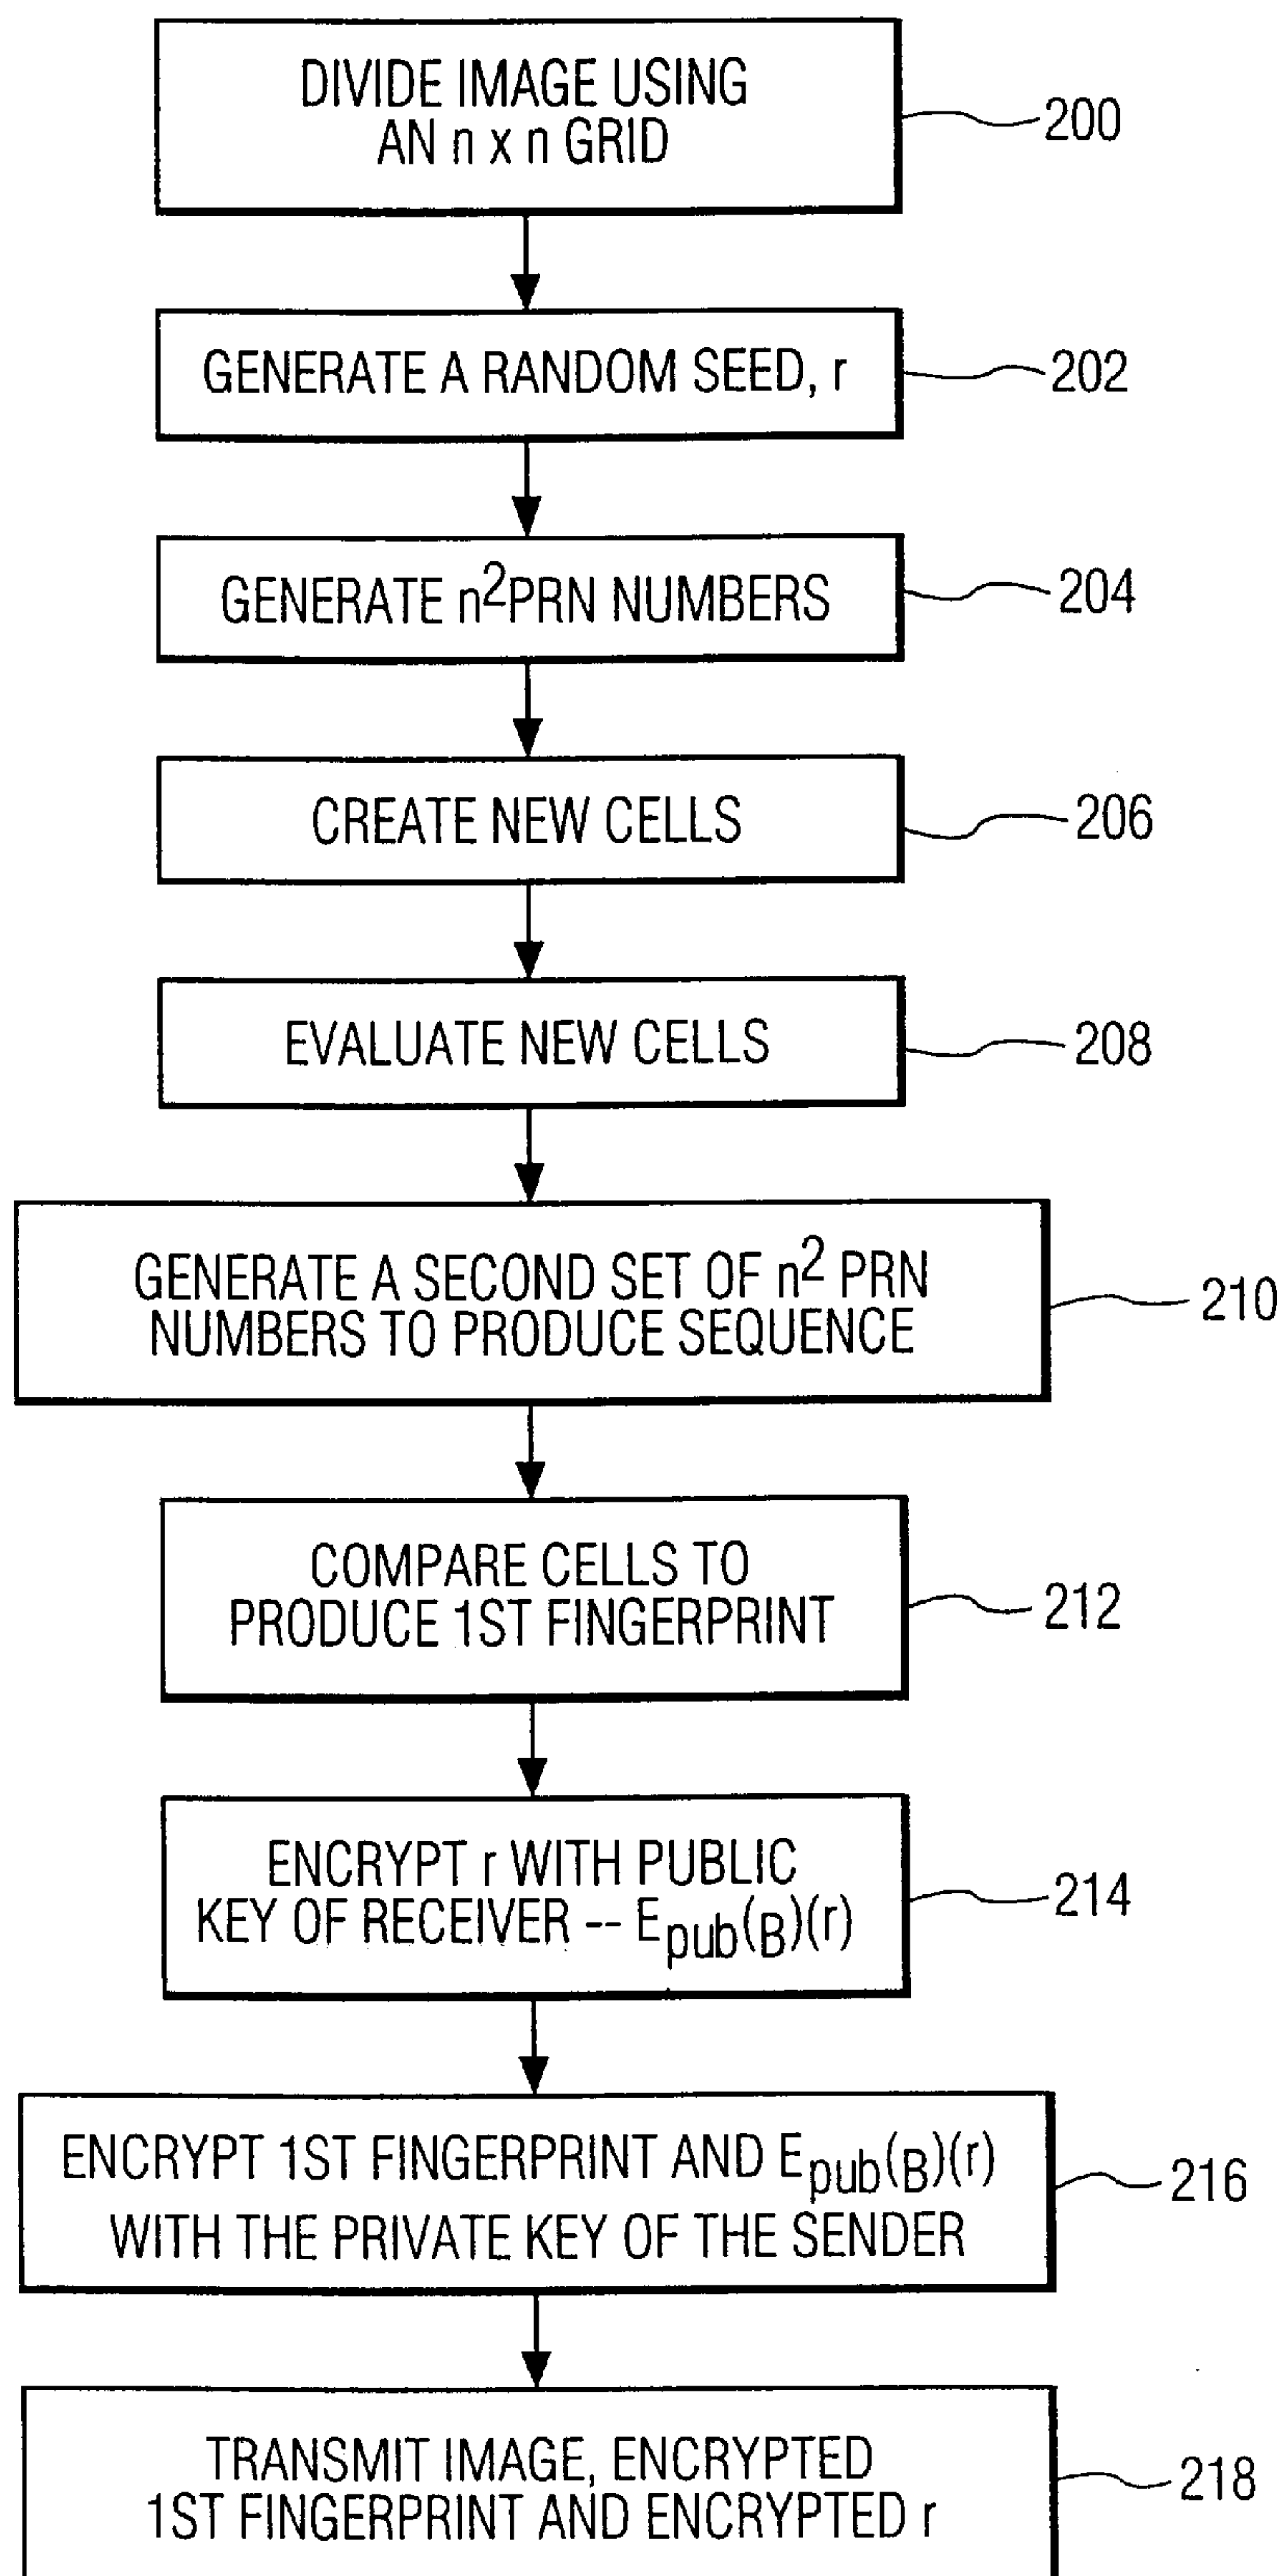 DIVIDE IMAGE USING
AN n x n GRID
200
GENERATE A RANDOM SEED, r
202
GENERATE n²PRN NUMBERS
204
CREATE NEW CELLS
206
EVALUATE NEW CELLS
208
GENERATE A SECOND SET OF n² PRN
NUMBERS TO PRODUCE SEQUENCE
210
COMPARE CELLS TO
PRODUCE 1ST FINGERPRINT
212
ENCRYPT r WITH PUBLIC
KEY OF RECEIVER -- Epub(B)(r)
214
ENCRYPT 1ST FINGERPRINT AND Epub(B)(r)
WITH THE PRIVATE KEY OF THE SENDER
216
TRANSMIT IMAGE, ENCRYPTED
1ST FINGERPRINT AND ENCRYPTED r
218